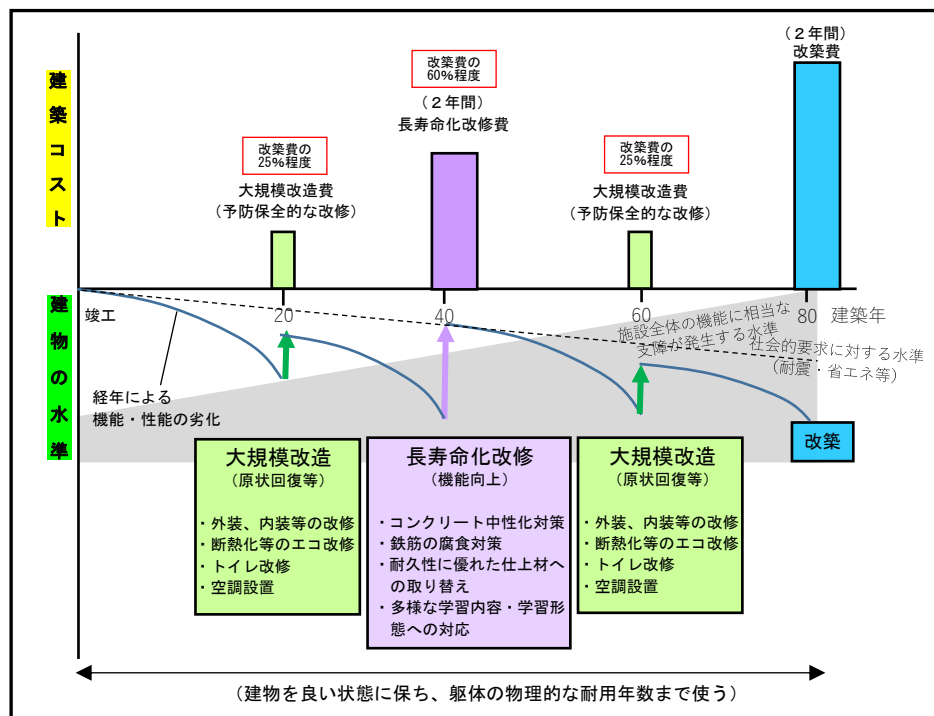 建築コスト
建物の水準
改築費の
25%程度
大規模改造費
(予防保全的な改修)
改築費の
60%程度
(２年間)
長寿命化改修費
改築費の
25%程度
大規模改造費
(予防保全的な改修)
(２年間)
改築費
竣工
20
40
60
80
建築年
施設全体の機能に相当な
支障が発生する水準
社会的要求に対する水準
(耐震・省エネ等)
経年による
機能・性能の劣化
改築
大規模改造
(原状回復等)
・外装、内装等の改修
・断熱化等のエコ改修
・トイレ改修
・空調設置
長寿命化改修
(機能向上)
・コンクリート中性化対策
・鉄筋の腐食対策
・耐久性に優れた仕上材へ
の取り替え
・多様な学習内容・学習形
態への対応
大規模改造
(原状回復等)
・外装、内装等の改修
・断熱化等のエコ改修
・トイレ改修
・空調設置
(建物を良い状態に保ち、躯体の物理的な耐用年数まで使う)